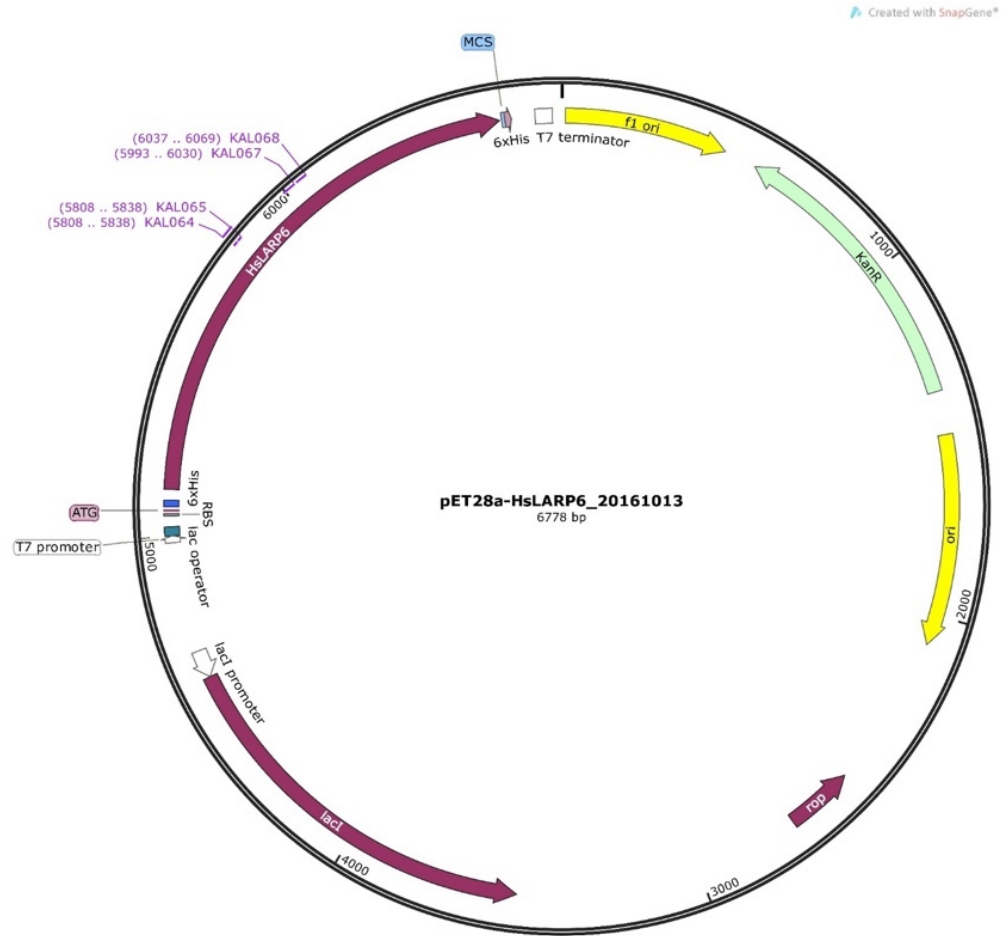 Created with SnapGene®
MCS
6xHis
T7 terminator
f1 ori
(6037 .. 6069) KAL068
(5993 .. 6030) KAL067
6000
(5808 .. 5838) KAL065
(5808 .. 5838) KAL064
HsLARP6
1000
KanR
6xHis
RBS
ATG
lac operator
T7 promoter
5000
pET28a-HsLARP6_20161013
6778 bp
ori
2000
lacI promoter
lacI
rop
4000
3000